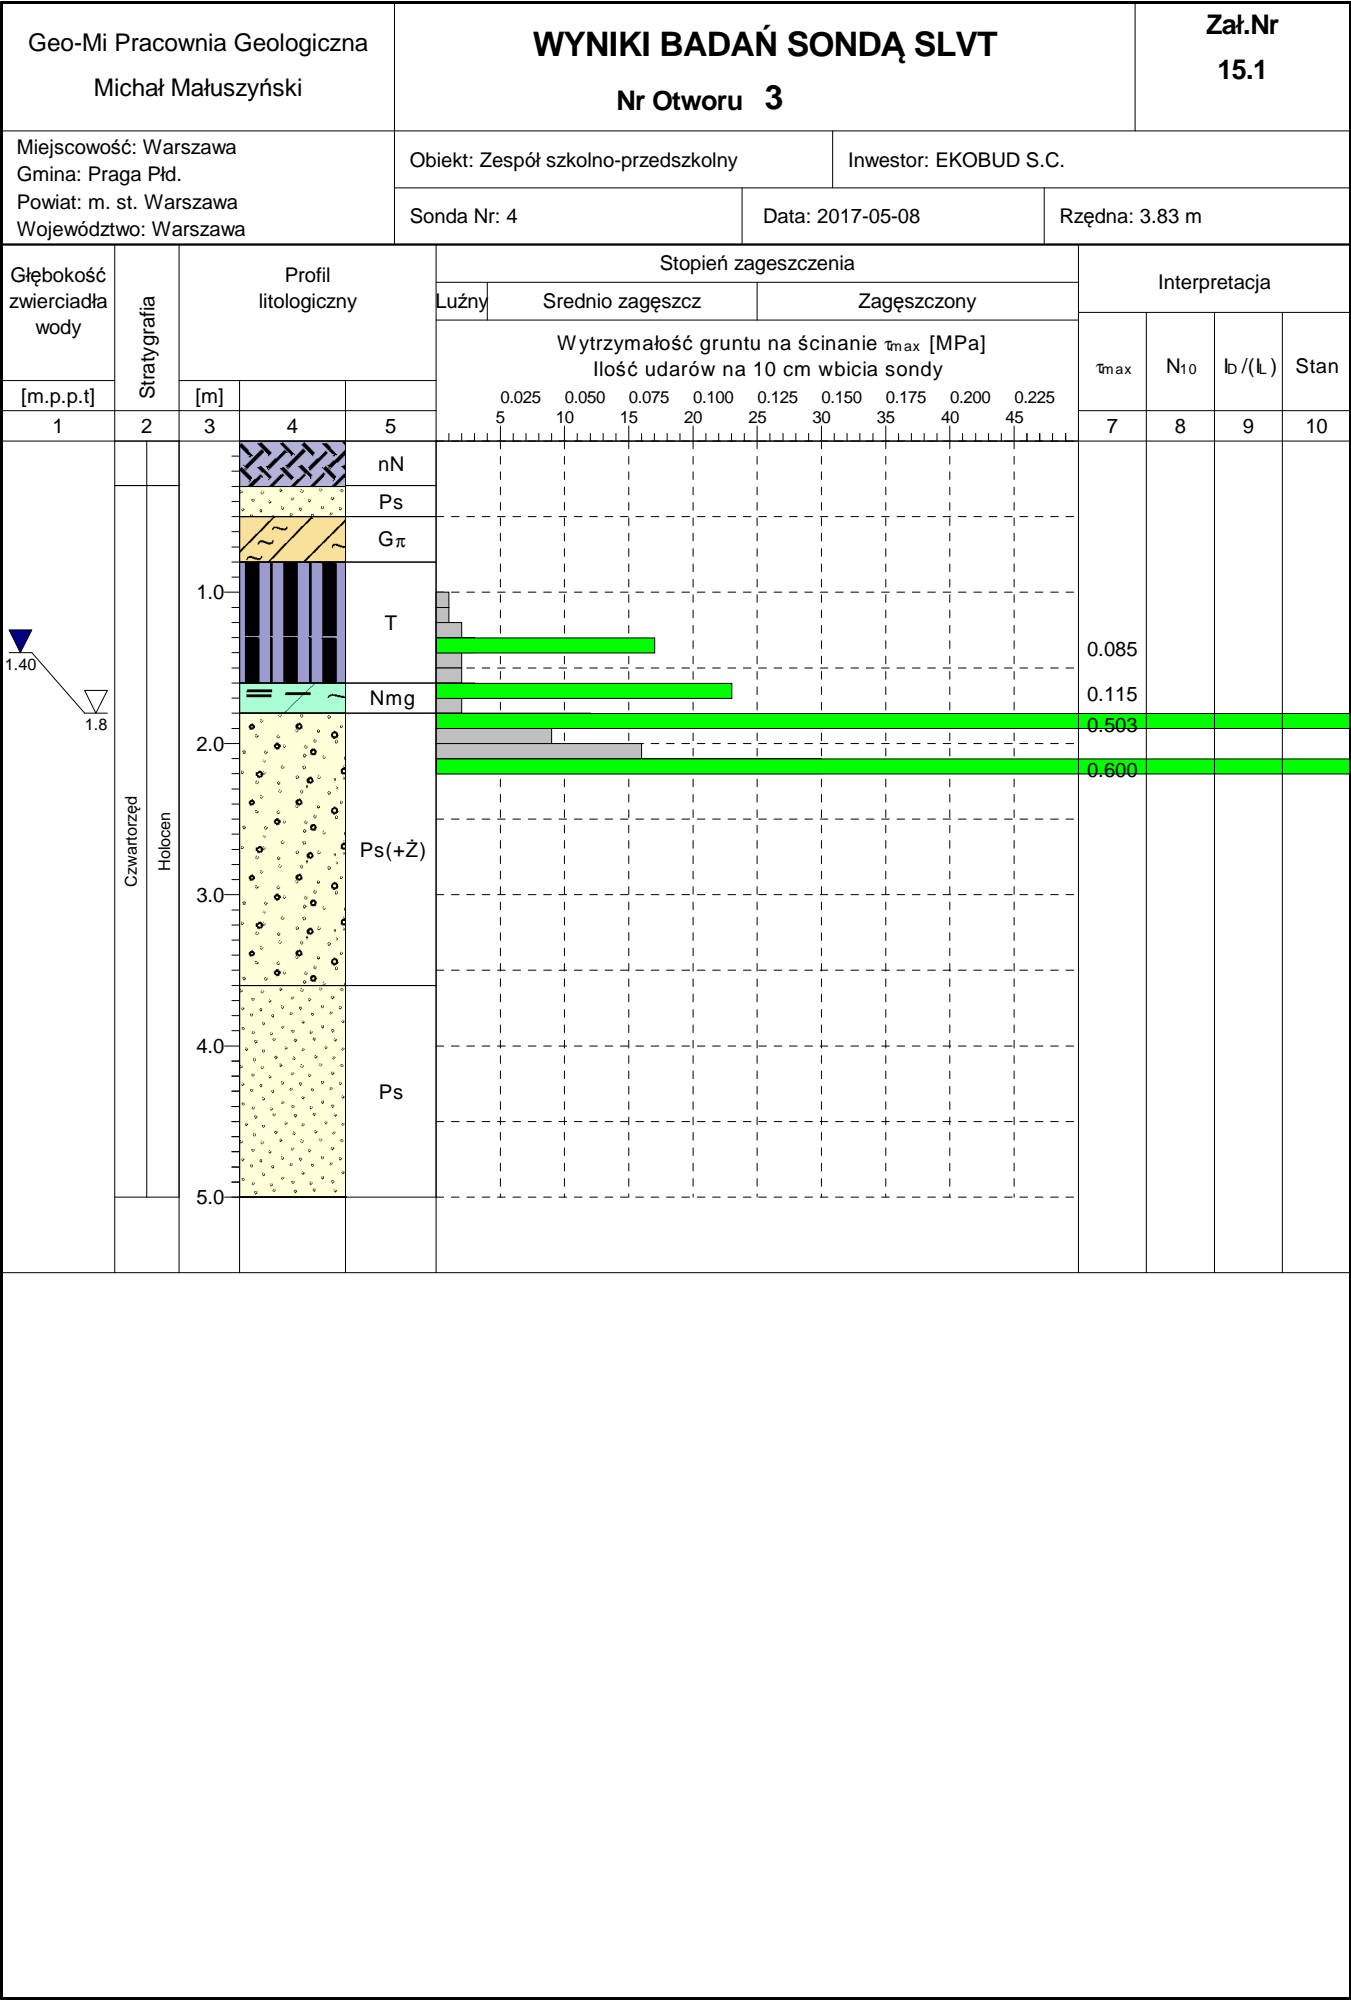 Geo-Mi Pracownia Geologiczna
Michał Małuszyński
WYNIKI BADAŃ SONDĄ SLVT
Nr Otworu 3
Zał.Nr
15.1
Miejscowość: Warszawa
Gmina: Praga Płd.
Powiat: m. st. Warszawa
Województwo: Warszawa
Obiekt: Zespół szkolno-przedszkolny
Inwestor: EKOBUD S.C.
Sonda Nr: 4
Data: 2017-05-08
Rzędna: 3.83 m
Głębokość
zwierciadła
wody
[m.p.p.t]
Stratygrafia
Profil
litologiczny
[m]
Stopień zageszczenia
Luźny
Srednio zagęszcz
Zagęszczony
Wytrzymałość gruntu na ścinanie τmax [MPa]
Ilość udarów na 10 cm wbicia sondy
0.025 0.050 0.075 0.100 0.125 0.150 0.175 0.200 0.225
5 10 15 20 25 30 35 40 45
Interpretacja
τmax
N10
ID/(IL)
Stan
1 2 3 4 5 7 8 9 10
nN
Ps
Gπ
1.0
T
1.40
0.085
Nmg
0.115
1.8
0.503
2.0
0.600
Czwartorzęd
Holocen
Ps(+Ż)
3.0
4.0
Ps
5.0